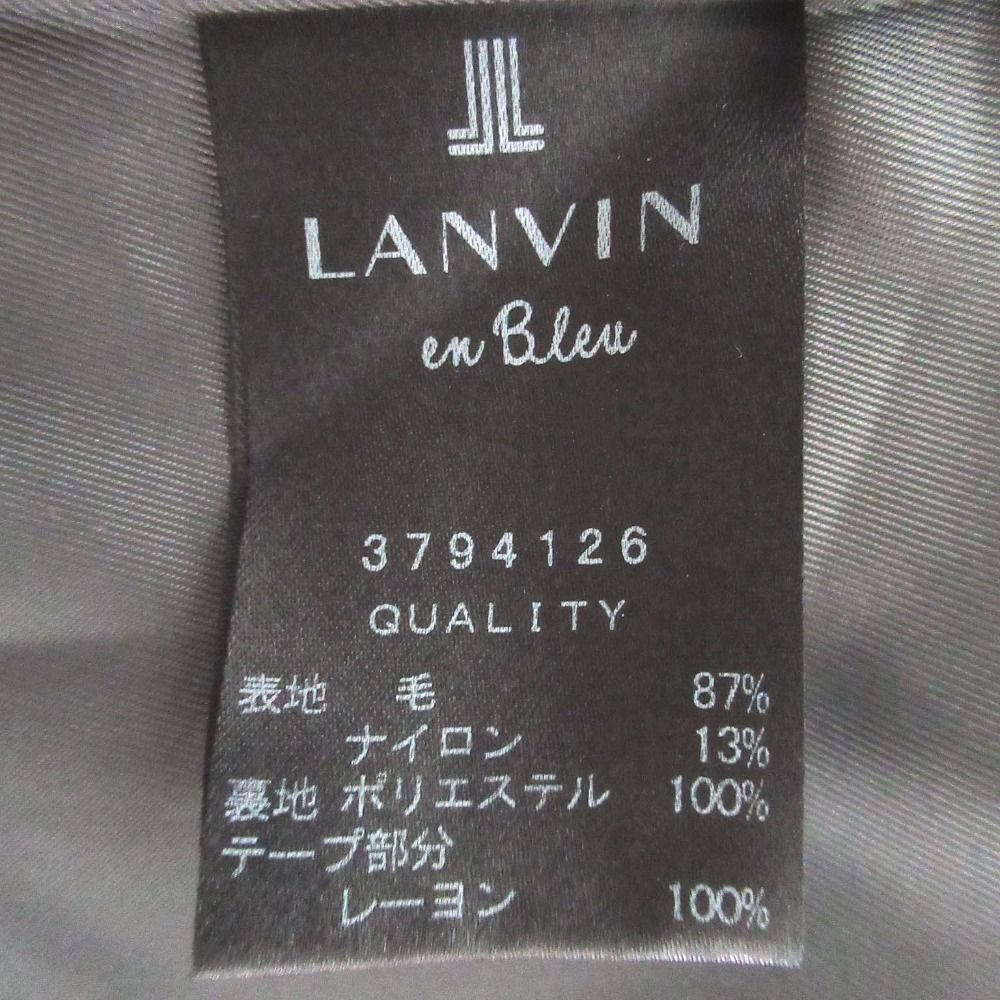 LANVIN
en Bleu
3794126
QUALITY
表地 毛 87%
ナイロン 13%
裏地 ポリエステル 100%
テープ部分
レーヨン 100%